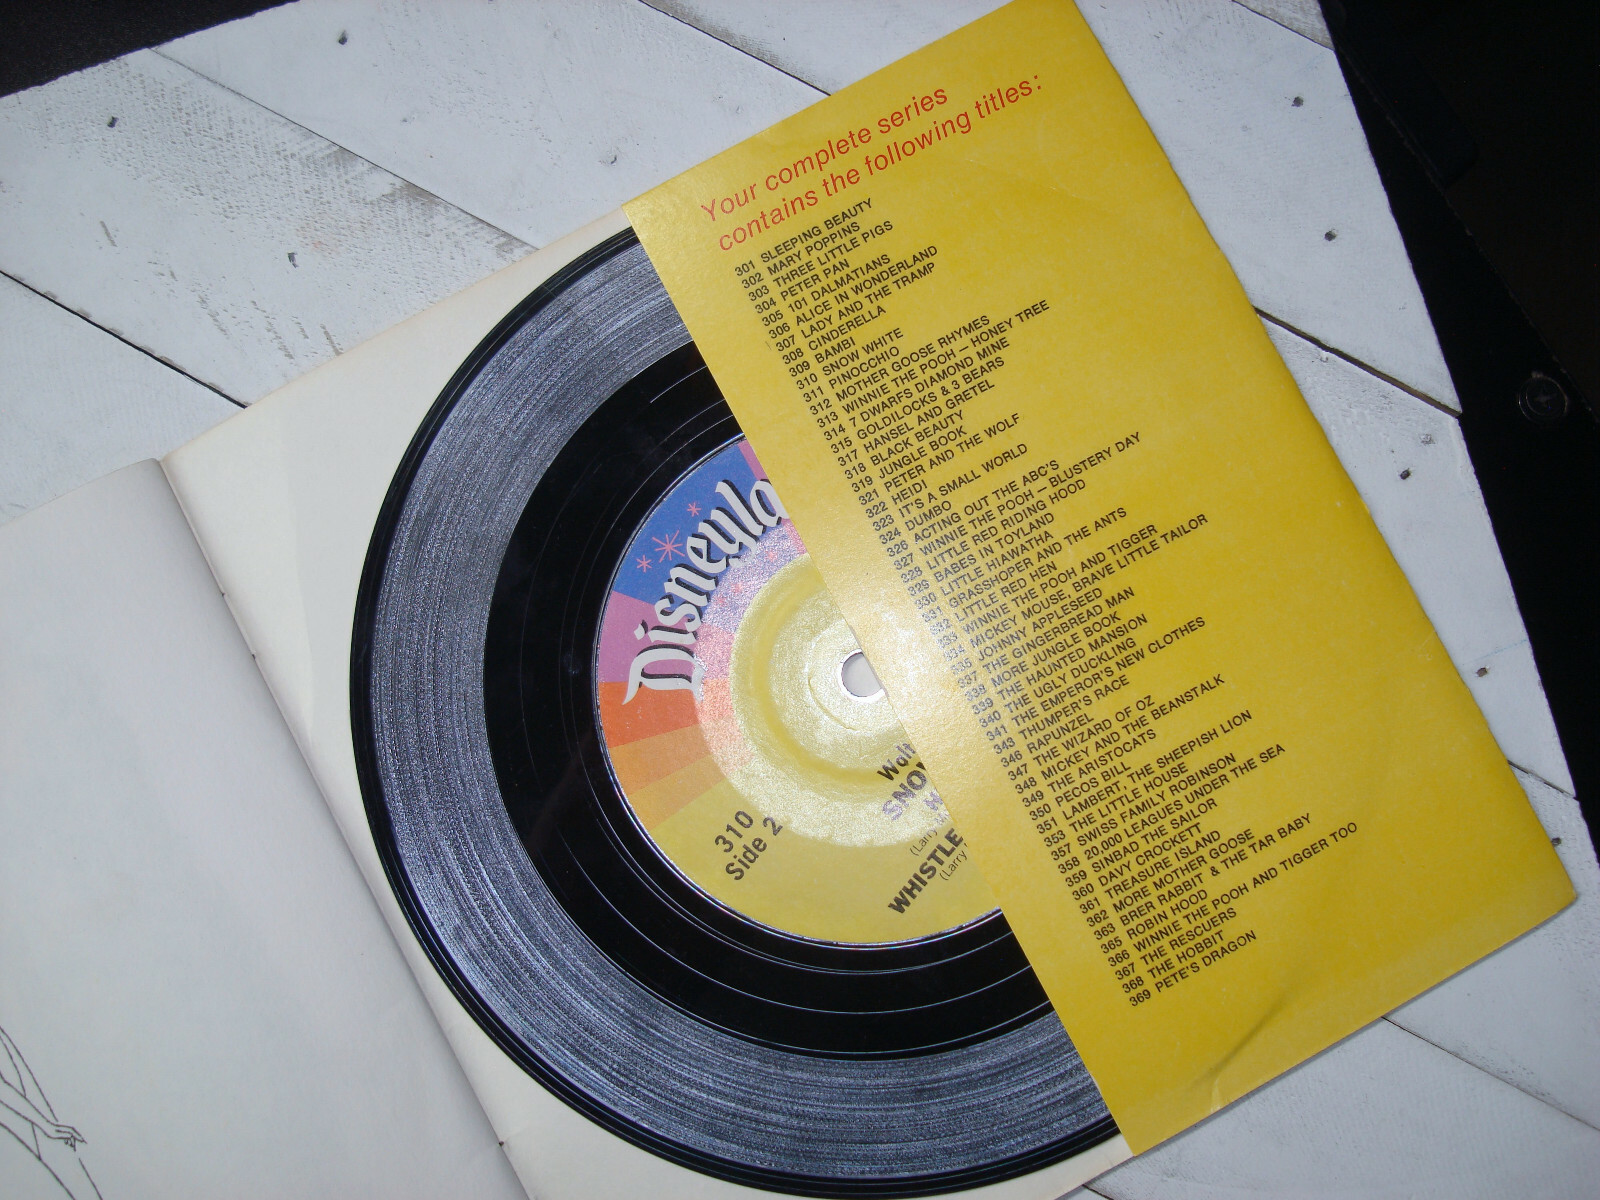 Your complete series
contains the following titles:
301 SLEEPING BEAUTY
302 MARY POPPINS
303 THREE LITTLE PIGS
304 PETER PAN
305 101 DALMATIANS
306 ALICE IN WONDERLAND
307 LADY AND THE TRAMP
308 CINDERELLA
309 BAMBI
310 SNOW WHITE
311 PINOCCHIO
312 MOTHER GOOSE RHYMES
313 WINNIE THE POOH – HONEY TREE
314 7 DWARFS DIAMOND MINE
315 GOLDILOCKS & 3 BEARS
317 HANSEL AND GRETEL
318 BLACK BEAUTY
319 JUNGLE BOOK
321 PETER AND THE WOLF
322 HEIDI
323 IT'S A SMALL WORLD
324 DUMBO
326 ACTING OUT THE ABC'S
327 WINNIE THE POOH – BLUSTERY DAY
328 LITTLE RED RIDING HOOD
329 BABES IN TOYLAND
330 LITTLE HIAWATHA
331 GRASSHOPER AND THE ANTS
332 LITTLE RED HEN
333 WINNIE THE POOH AND TIGGER
334 MICKEY MOUSE, BRAVE LITTLE TAILOR
335 JOHNNY APPLESEED
337 THE GINGERBREAD MAN
338 MORE JUNGLE BOOK
339 THE HAUNTED MANSION
340 THE UGLY DUCKLING
341 THE EMPEROR'S NEW CLOTHES
343 THUMPER'S RACE
346 RAPUNZEL
347 THE WIZARD OF OZ
348 MICKEY AND THE BEANSTALK
349 THE ARISTOCATS
350 PECOS BILL
351 LAMBERT, THE SHEEPISH LION
353 THE LITTLE HOUSE
357 SWISS FAMILY ROBINSON
358 20,000 LEAGUES UNDER THE SEA
359 SINBAD THE SAILOR
360 DAVY CROCKETT
361 TREASURE ISLAND
362 MORE MOTHER GOOSE
363 BRER RABBIT & THE TAR BABY
365 ROBIN HOOD
366 WINNIE THE POOH AND TIGGER TOO
367 THE RESCUERS
368 THE HOBBIT
369 PETE'S DRAGON
Disneyla
310
Side 2
Walt
SNOW
WHISTLE
(Larry